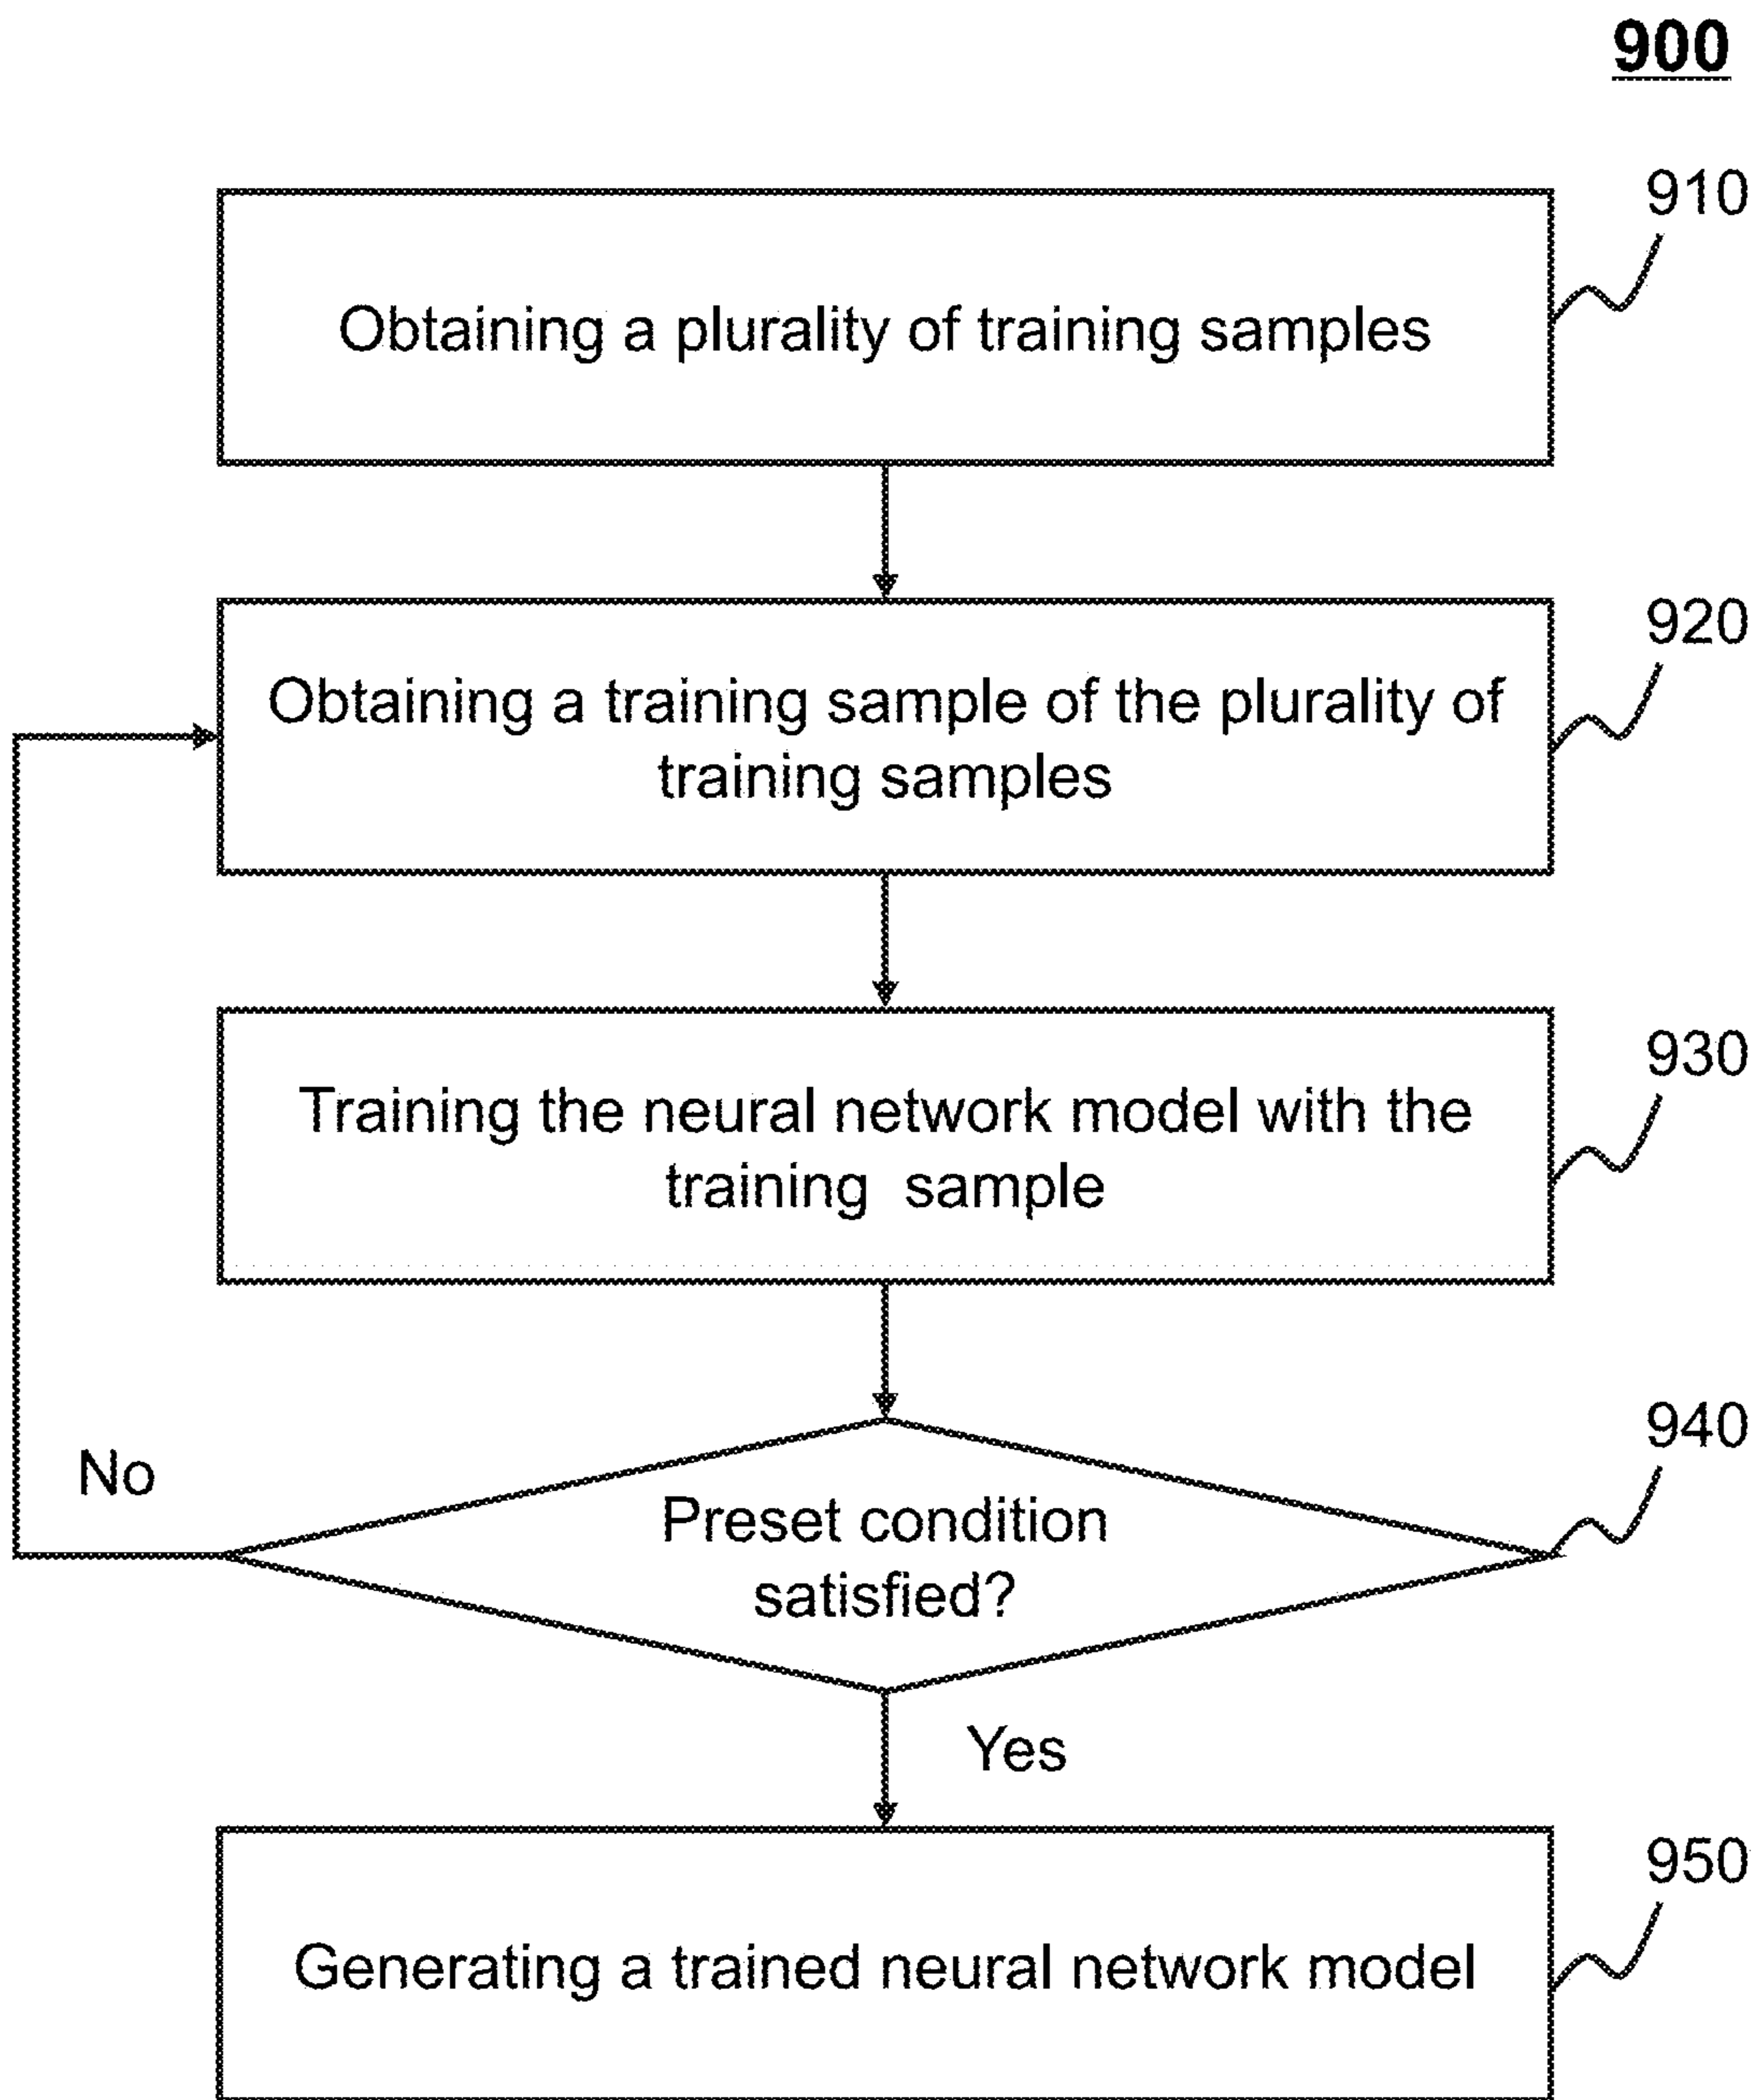 900
910
Obtaining a plurality of training samples
920
Obtaining a training sample of the plurality of
training samples
930
Training the neural network model with the
training sample
940
No
Preset condition
satisfied?
Yes
950
Generating a trained neural network model